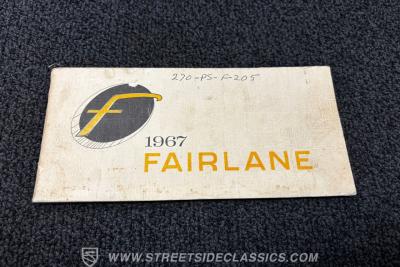 270-PS-F-205
f
1967
FAIRLANE
WWW.STREETSIDECLASSICS.COM